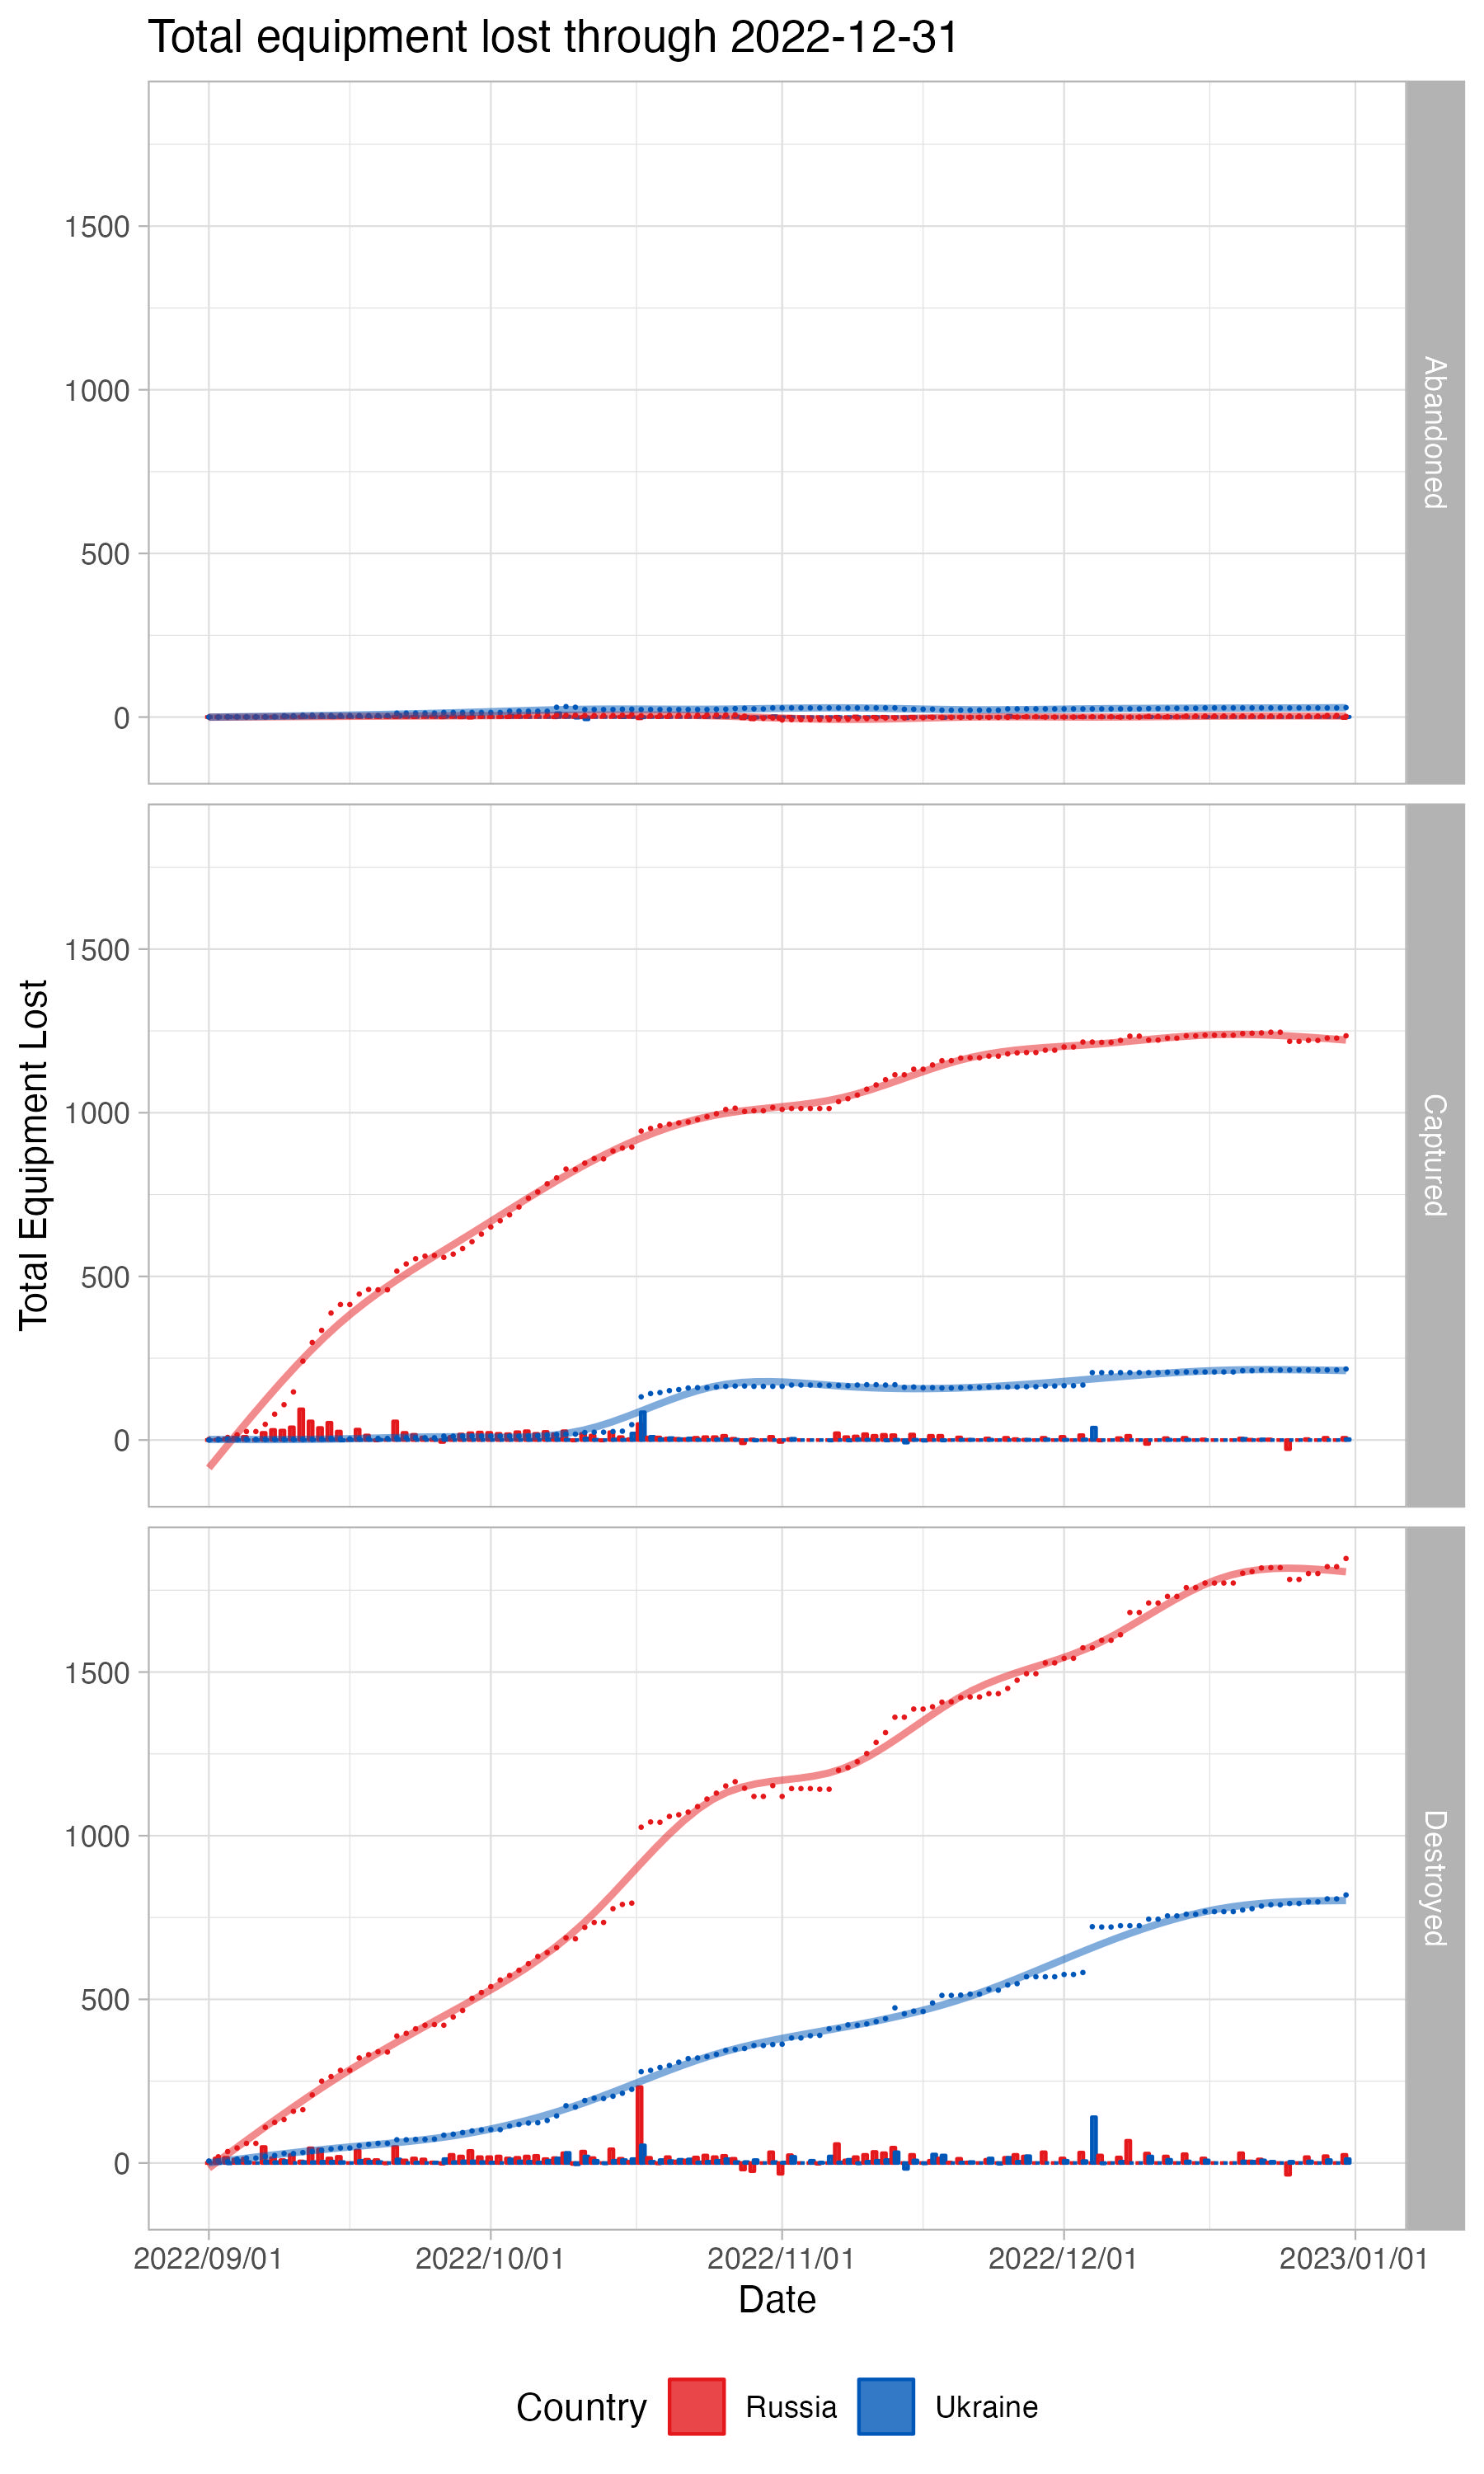 Total equipment lost through 2022-12-31
Total Equipment Lost
1500
1000
500
0
Abandoned
1500
1000
500
0
Captured
1500
1000
500
0
Destroyed
2022/09/01 2022/10/01 2022/11/01 2022/12/01 2023/01/01
Date
Country Russia Ukraine